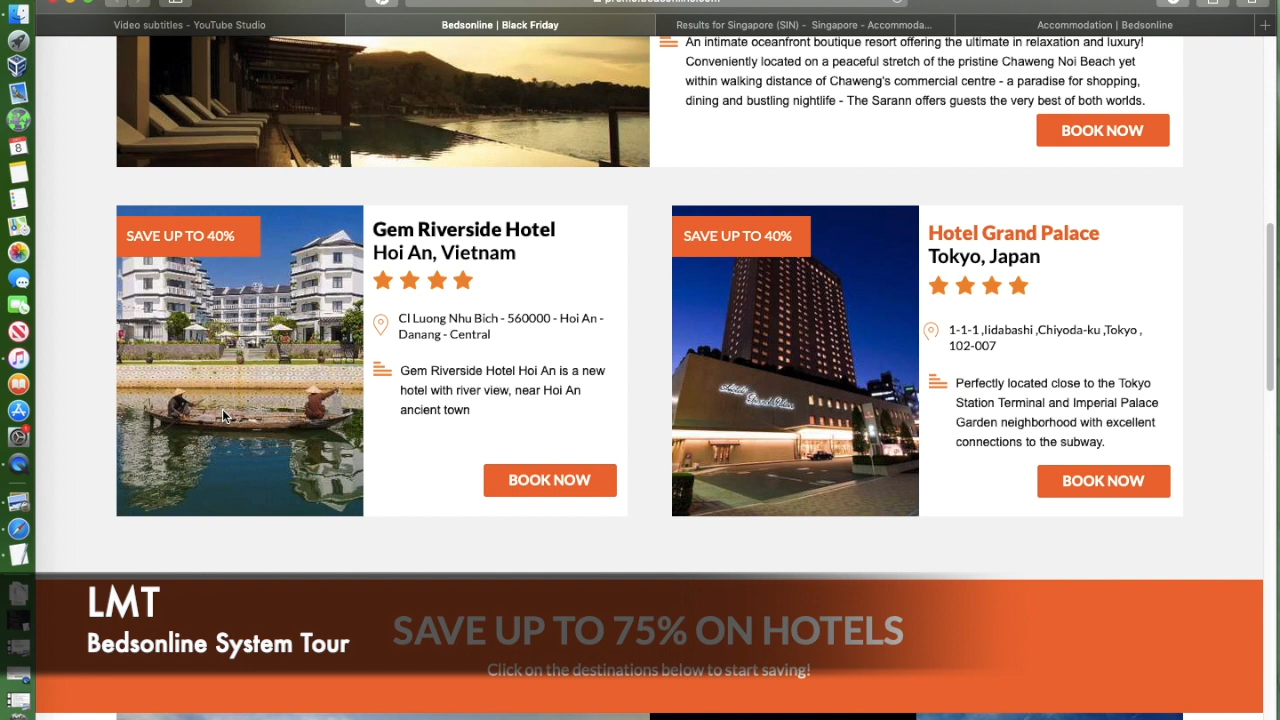 Video subtitles - YouTube Studio
Bedsonline | Black Friday
Results for Singapore (SIN) - Singapore - Accommoda...
Accommodation | Bedsonline
An intimate oceanfront boutique resort offering the ultimate in relaxation and luxury!
Conveniently located on a peaceful stretch of the pristine Chaweng Noi Beach yet
within walking distance of Chaweng's commercial centre - a paradise for shopping,
dining and bustling nightlife - The Sarann offers guests the very best of both worlds.
BOOK NOW
SAVE UP TO 40%
Gem Riverside Hotel
Hoi An, Vietnam
Cl Luong Nhu Bich - 560000 - Hoi An -
Danang - Central
Gem Riverside Hotel Hoi An is a new
hotel with river view, near Hoi An
ancient town
BOOK NOW
SAVE UP TO 40%
Hotel Grand Palace
Hotel Grand Palace
Tokyo, Japan
1-1-1 ,Iidabashi ,Chiyoda-ku ,Tokyo ,
102-007
Perfectly located close to the Tokyo
Station Terminal and Imperial Palace
Garden neighborhood with excellent
connections to the subway.
BOOK NOW
LMT
Bedsonline System Tour
SAVE UP TO 75% ON HOTELS
Click on the destinations below to start saving!
8